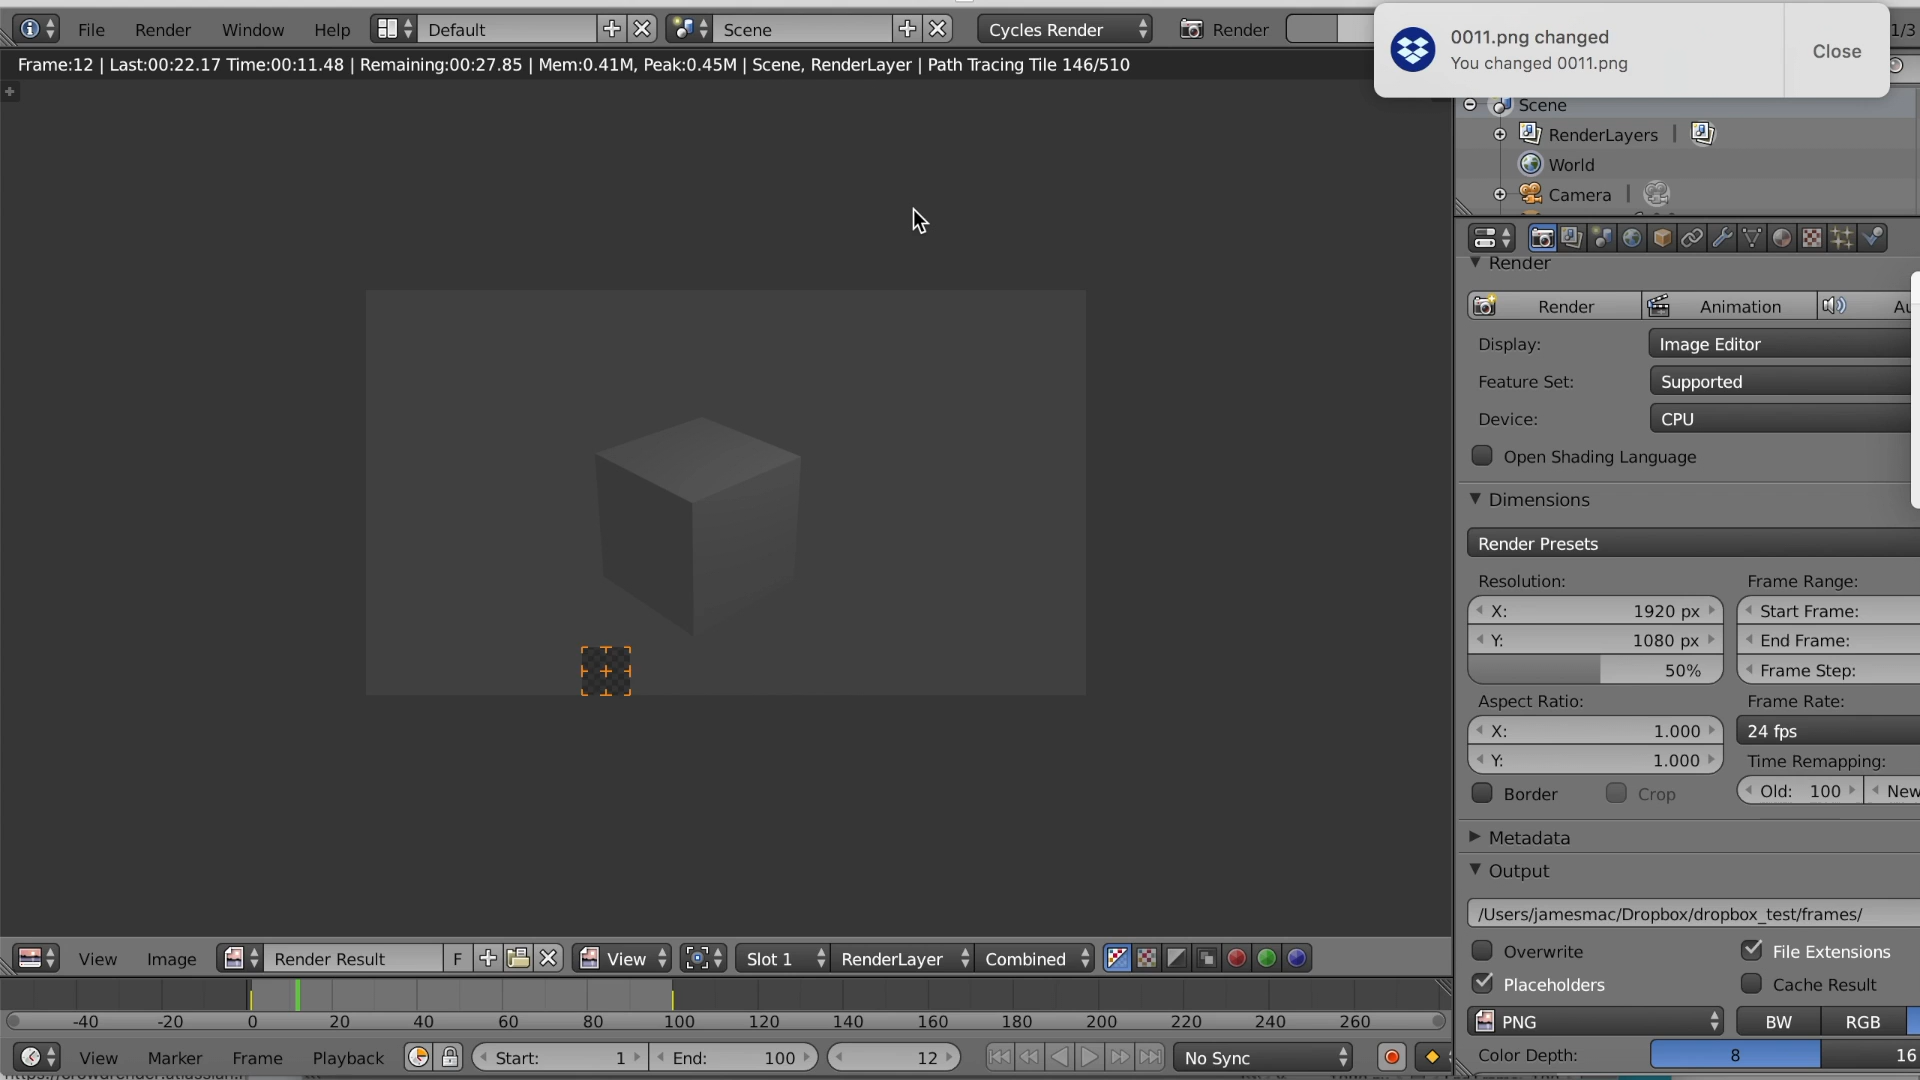 File Render Window Help Default Scene Cycles Render Render 1/3
0011.png changed
You changed 0011.png
Close
Frame:12 | Last:00:22.17 Time:00:11.48 | Remaining:00:27.85 | Mem:0.41M, Peak:0.45M | Scene, RenderLayer | Path Tracing Tile 146/510
Scene
RenderLayers
World
Camera
Render
Render Animation Au
Display: Image Editor
Feature Set: Supported
Device: CPU
Open Shading Language
Dimensions
Render Presets
Resolution: Frame Range:
X: 1920 px Start Frame:
Y: 1080 px End Frame:
50% Frame Step:
Aspect Ratio: Frame Rate:
X: 1.000 24 fps
Y: 1.000 Time Remapping:
Border Crop Old: 100 New
Metadata
Output
/Users/jamesmac/Dropbox/dropbox_test/frames/
Overwrite File Extensions
Placeholders Cache Result
PNG BW RGB
Color Depth: 8 16
View Image Render Result F View Slot 1 RenderLayer Combined
-40 -20 0 20 40 60 80 100 120 140 160 180 200 220 240 260
View Marker Frame Playback Start: 1 End: 100 12 No Sync